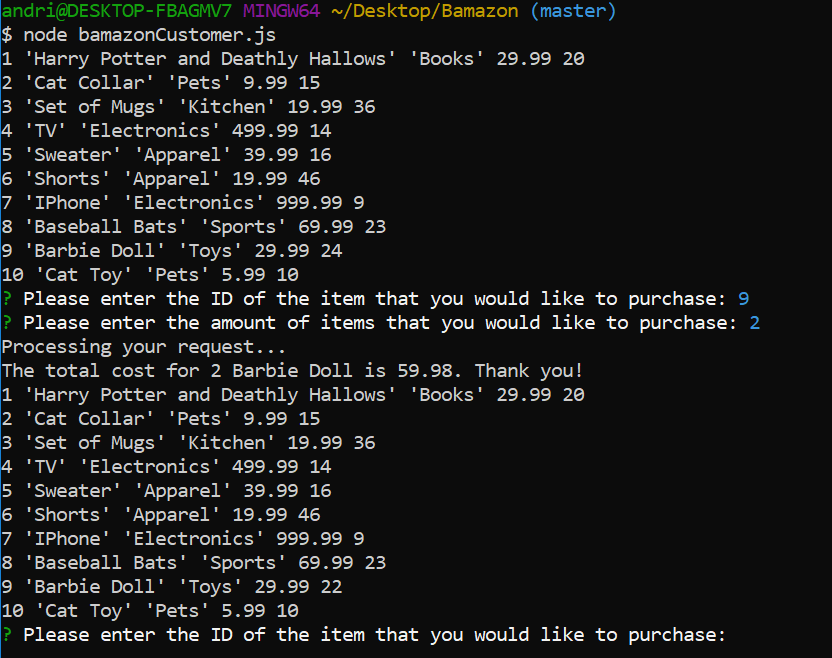 andri@DESKTOP-FBAGMV7 MINGW64 ~/Desktop/Bamazon (master)
$ node bamazonCustomer.js
1 'Harry Potter and Deathly Hallows' 'Books' 29.99 20
2 'Cat Collar' 'Pets' 9.99 15
3 'Set of Mugs' 'Kitchen' 19.99 36
4 'TV' 'Electronics' 499.99 14
5 'Sweater' 'Apparel' 39.99 16
6 'Shorts' 'Apparel' 19.99 46
7 'IPhone' 'Electronics' 999.99 9
8 'Baseball Bats' 'Sports' 69.99 23
9 'Barbie Doll' 'Toys' 29.99 24
10 'Cat Toy' 'Pets' 5.99 10
? Please enter the ID of the item that you would like to purchase: 9
? Please enter the amount of items that you would like to purchase: 2
Processing your request...
The total cost for 2 Barbie Doll is 59.98. Thank you!
1 'Harry Potter and Deathly Hallows' 'Books' 29.99 20
2 'Cat Collar' 'Pets' 9.99 15
3 'Set of Mugs' 'Kitchen' 19.99 36
4 'TV' 'Electronics' 499.99 14
5 'Sweater' 'Apparel' 39.99 16
6 'Shorts' 'Apparel' 19.99 46
7 'IPhone' 'Electronics' 999.99 9
8 'Baseball Bats' 'Sports' 69.99 23
9 'Barbie Doll' 'Toys' 29.99 22
10 'Cat Toy' 'Pets' 5.99 10
? Please enter the ID of the item that you would like to purchase: